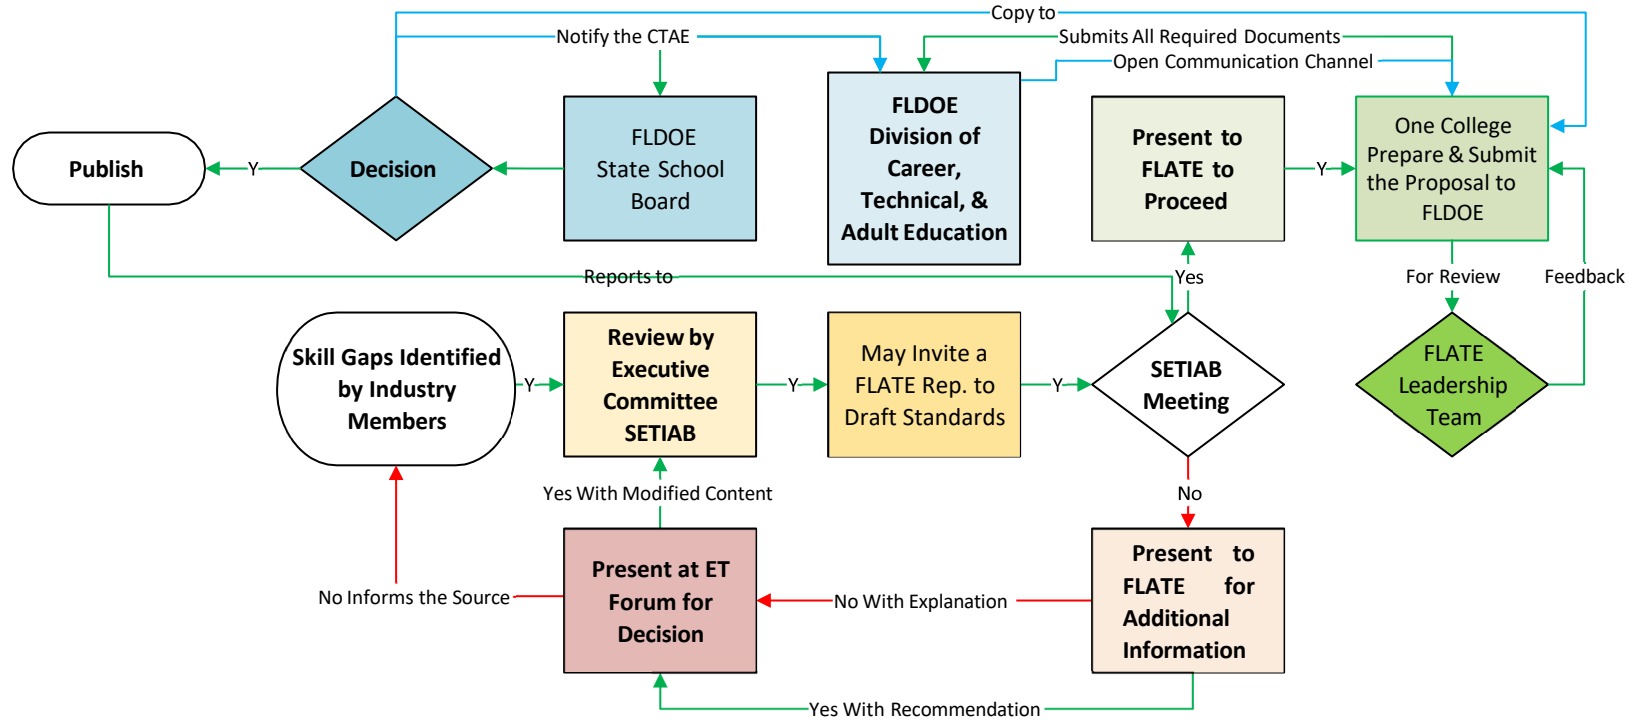 Copy to
Notify the CTAE
Submits All Required Documents
Open Communication Channel
Publish
Y
Decision
FLDOE
State School
Board
FLDOE
Division of
Career,
Technical, &
Adult Education
Present to
FLATE to
Proceed
Y
One College
Prepare & Submit
the Proposal to
FLDOE
Reports to
Yes
For Review
Feedback
Skill Gaps Identified
by Industry
Members
Y
Review by
Executive
Committee
SETIAB
Y
May Invite a
FLATE Rep. to
Draft Standards
Y
SETIAB
Meeting
FLATE
Leadership
Team
Yes With Modified Content
No
No Informs the Source
Present at ET
Forum for
Decision
No With Explanation
Present to
FLATE for
Additional
Information
Yes With Recommendation